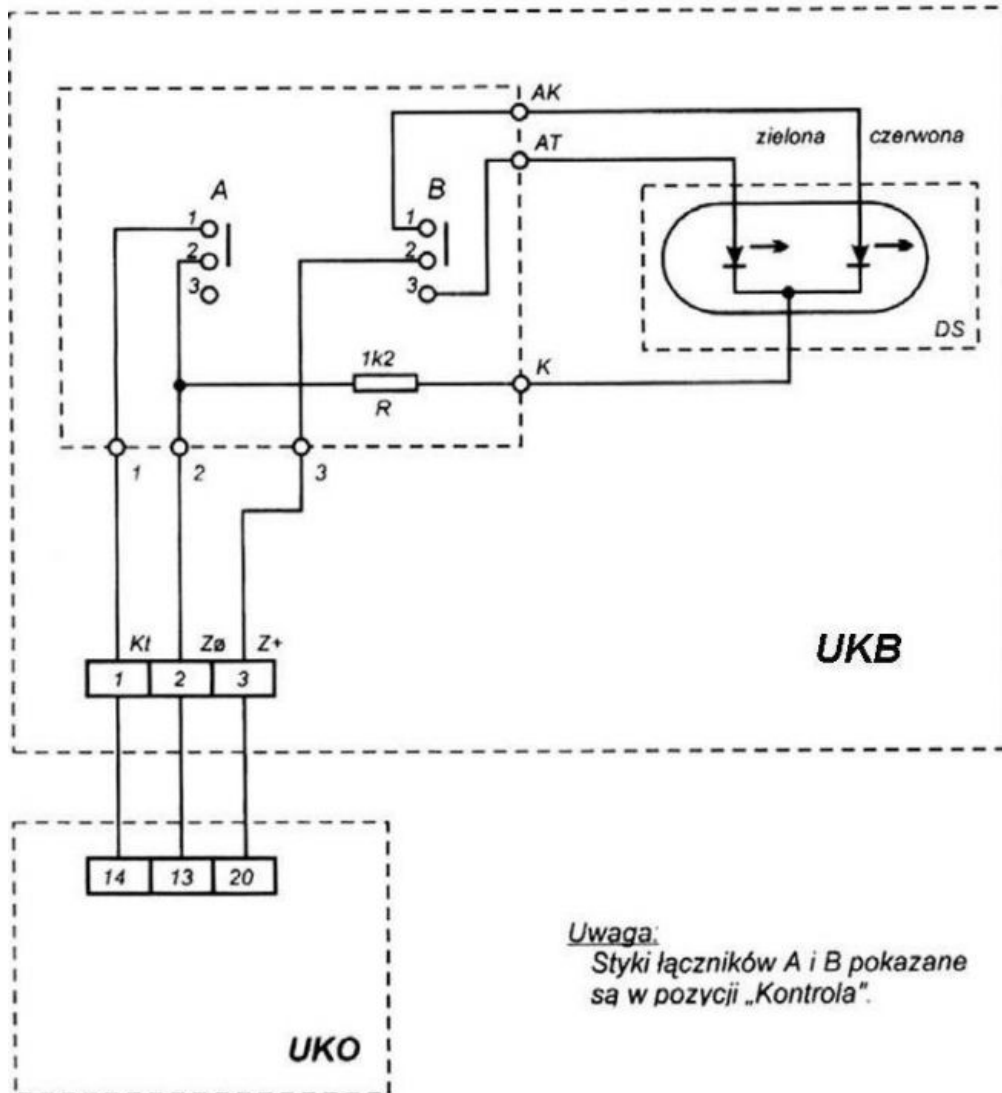 AK
zielona czerwona
AT
A B
1 1
2 2
3 3
DS
1k2 K
R
1 2 3
Kt Zø Z+
1 2 3
UKB
14 13 20
Uwaga:
Styki łączników A i B pokazane
są w pozycji „Kontrola”.
UKO